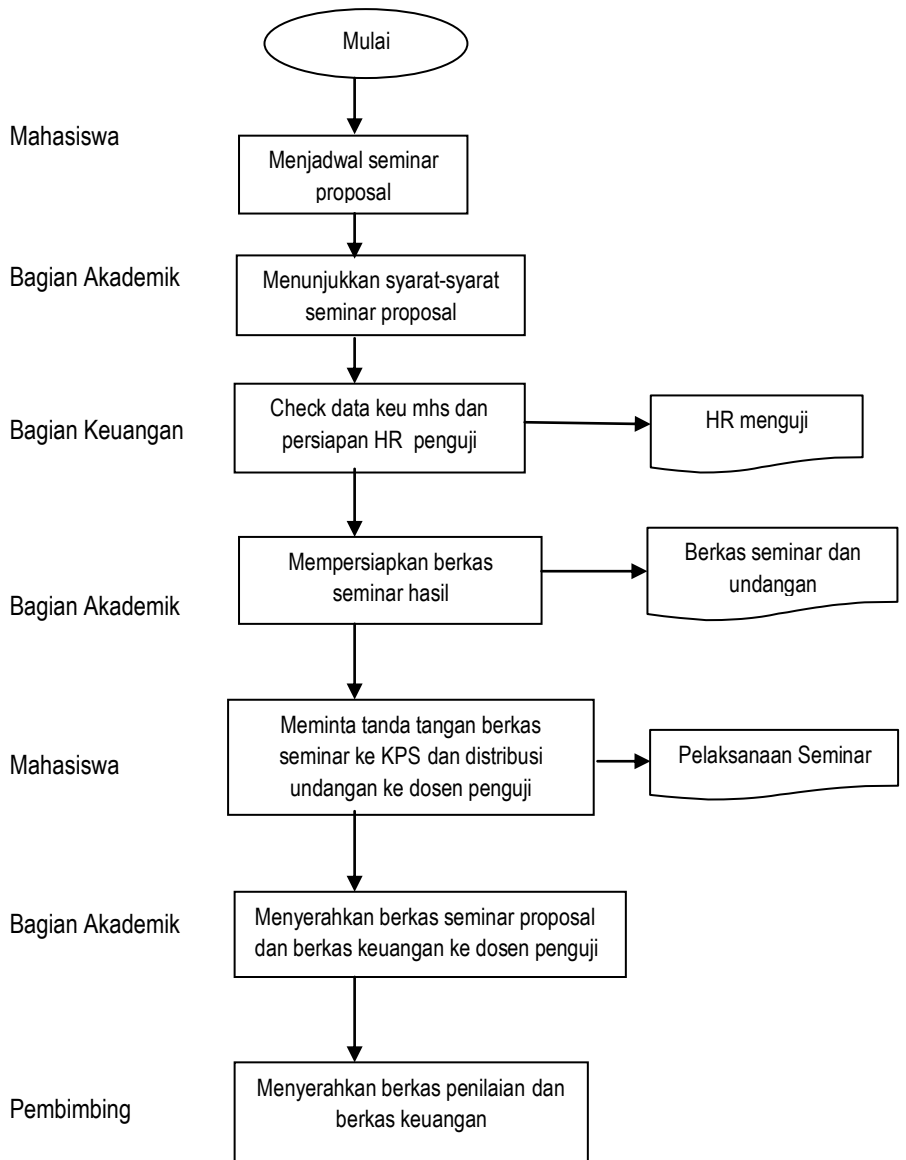 Mulai
Mahasiswa
Menjadwal seminar
proposal
Bagian Akademik
Menunjukkan syarat-syarat
seminar proposal
Bagian Keuangan
Check data keu mhs dan
persiapan HR penguji
HR menguji
Bagian Akademik
Mempersiapkan berkas
seminar hasil
Berkas seminar dan
undangan
Mahasiswa
Meminta tanda tangan berkas
seminar ke KPS dan distribusi
undangan ke dosen penguji
Pelaksanaan Seminar
Bagian Akademik
Menyerahkan berkas seminar proposal
dan berkas keuangan ke dosen penguji
Pembimbing
Menyerahkan berkas penilaian dan
berkas keuangan